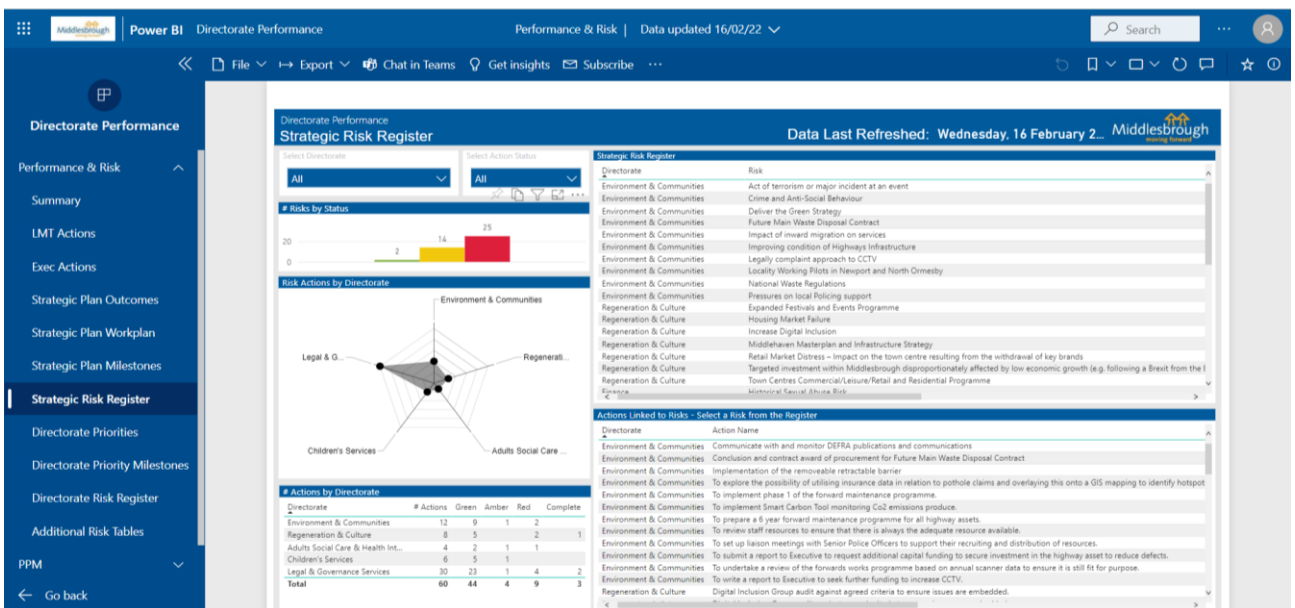 Middlesbrough
moving forward
Power BI Directorate Performance
Performance & Risk | Data updated 16/02/22
Search
File Export Chat in Teams Get insights Subscribe
Directorate Performance
Performance & Risk
Summary
LMT Actions
Exec Actions
Strategic Plan Outcomes
Strategic Plan Workplan
Strategic Plan Milestones
Strategic Risk Register
Directorate Priorities
Directorate Priority Milestones
Directorate Risk Register
Additional Risk Tables
PPM
Go back
Directorate Performance
Strategic Risk Register
Data Last Refreshed: Wednesday, 16 February 2...
Middlesbrough
moving forward
Select Directorate
All
Select Action Status
All
# Risks by Status
20
0
2
14
25
Risk Actions by Directorate
Environment & Communities
Legal & G...
Regenerati...
Children's Services
Adults Social Care ...
# Actions by Directorate
Directorate # Actions Green Amber Red Complete
Environment & Communities 12 9 1 2
Regeneration & Culture 8 5 2 1
Adults Social Care & Health Int... 4 2 1 1
Children's Services 6 5 1
Legal & Governance Services 30 23 1 4 2
Total 60 44 4 9 3
Strategic Risk Register
Directorate Risk
Environment & Communities Act of terrorism or major incident at an event
Environment & Communities Crime and Anti-Social Behaviour
Environment & Communities Deliver the Green Strategy
Environment & Communities Future Main Waste Disposal Contract
Environment & Communities Impact of inward migration on services
Environment & Communities Improving condition of Highways Infrastructure
Environment & Communities Legally complaint approach to CCTV
Environment & Communities Locality Working Pilots in Newport and North Ormesby
Environment & Communities National Waste Regulations
Environment & Communities Pressures on local Policing support
Regeneration & Culture Expanded Festivals and Events Programme
Regeneration & Culture Housing Market Failure
Regeneration & Culture Increase Digital Inclusion
Regeneration & Culture Middlehaven Masterplan and Infrastructure Strategy
Regeneration & Culture Retail Market Distress – Impact on the town centre resulting from the withdrawal of key brands
Regeneration & Culture Targeted investment within Middlesbrough disproportionately affected by low economic growth (e.g. following a Brexit from the
Regeneration & Culture Town Centres Commercial/Leisure/Retail and Residential Programme
Finance Historical Sexual Abuse Risk
Actions Linked to Risks - Select a Risk from the Register
Directorate Action Name
Environment & Communities Communicate with and monitor DEFRA publications and communications
Environment & Communities Conclusion and contract award of procurement for Future Main Waste Disposal Contract
Environment & Communities Implementation of the removeable retractable barrier
Environment & Communities To explore the possibility of utilising insurance data in relation to pothole claims and overlaying this onto a GIS mapping to identify hotspot
Environment & Communities To implement phase 1 of the forward maintenance programme.
Environment & Communities To implement Smart Carbon Tool monitoring Co2 emissions produce.
Environment & Communities To prepare a 6 year forward maintenance programme for all highway assets.
Environment & Communities To review staff resources to ensure that there is always the adequate resource available.
Environment & Communities To set up liaison meetings with Senior Police Officers to support their recruiting and distribution of resources.
Environment & Communities To submit a report to Executive to request additional capital funding to secure investment in the highway asset to reduce defects.
Environment & Communities To undertake a review of the forwards works programme based on annual scanner data to ensure it is still fit for purpose.
Environment & Communities To write a report to Executive to seek further funding to increase CCTV.
Regeneration & Culture Digital Inclusion Group audit against agreed criteria to ensure issues are embedded.